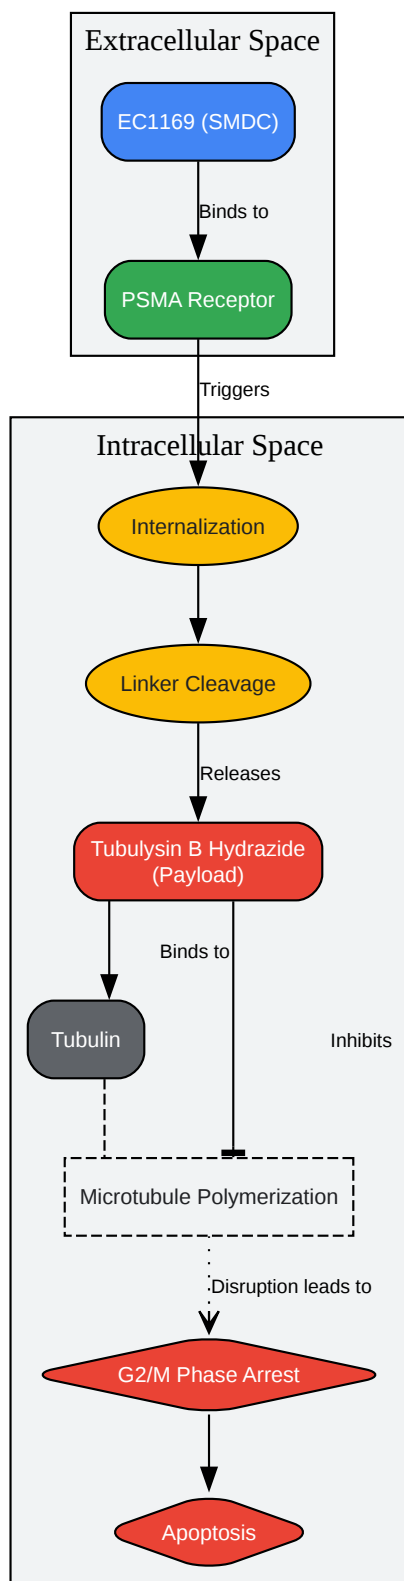 Extracellular Space
EC1169 (SMDC)
Binds to
PSMA Receptor
Triggers
Intracellular Space
Internalization
Linker Cleavage
Releases
Tubulysin B Hydrazide
(Payload)
Binds to
Tubulin
Inhibits
Microtubule Polymerization
Disruption leads to
G2/M Phase Arrest
Apoptosis